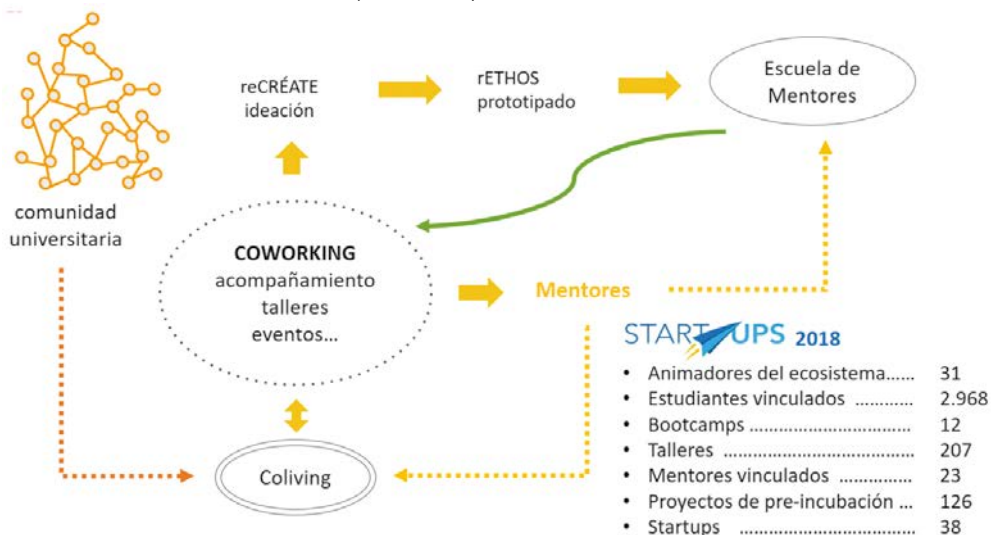 reCRÉATE
ideación
rETHOS
prototipado
Escuela de
Mentores
comunidad
universitaria
COWORKING
acompañamiento
talleres
eventos...
Mentores
Coliving
STARTUPS 2018
• Animadores del ecosistema...... 31
• Estudiantes vinculados ............ 2.968
• Bootcamps .................................. 12
• Talleres ....................................... 207
• Mentores vinculados ................ 23
• Proyectos de pre-incubación ... 126
• Startups .................................... 38